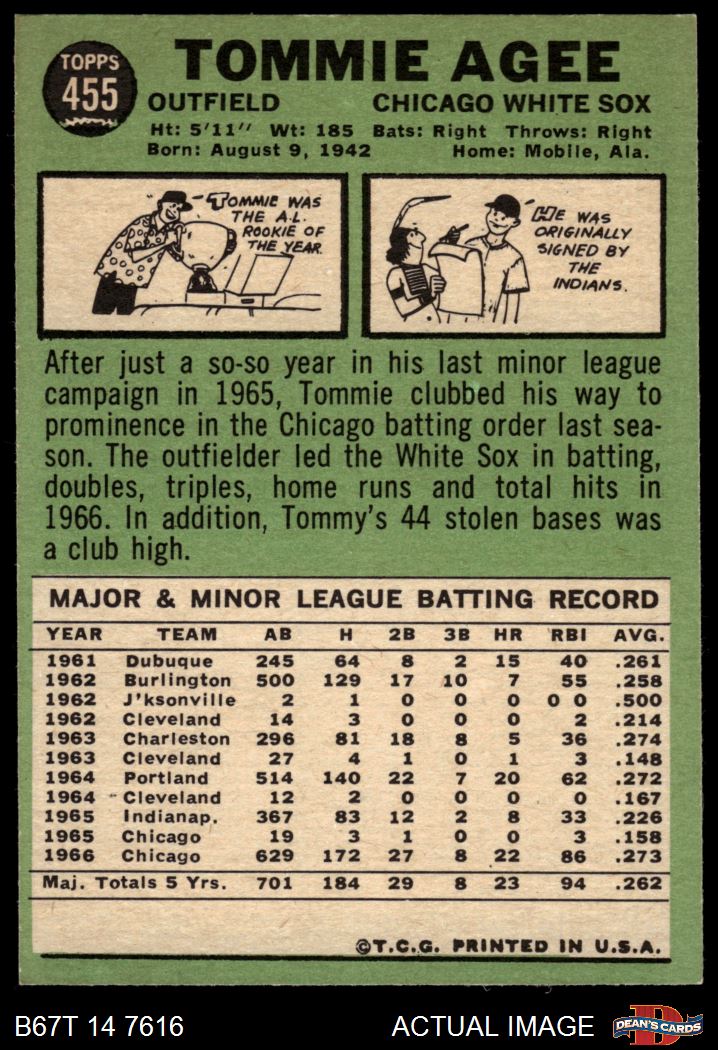 TOPPS
455
TOMMIE AGEE
OUTFIELD CHICAGO WHITE SOX
Ht: 5'11" Wt: 185 Bats: Right Throws: Right
Born: August 9, 1942 Home: Mobile, Ala.
TOMMIE WAS
THE A.L.
ROOKIE OF
THE YEAR.
HE WAS
ORIGINALLY
SIGNED BY
THE
INDIANS.
After just a so-so year in his last minor league
campaign in 1965, Tommie clubbed his way to
prominence in the Chicago batting order last sea-
son. The outfielder led the White Sox in batting,
doubles, triples, home runs and total hits in
1966. In addition, Tommy's 44 stolen bases was
a club high.
MAJOR & MINOR LEAGUE BATTING RECORD
YEAR TEAM AB H 2B 3B HR RBI AVG.
1961 Dubuque 245 64 8 2 15 40 .261
1962 Burlington 500 129 17 10 7 55 .258
1962 J'ksonville 2 1 0 0 0 0 0 .500
1962 Cleveland 14 3 0 0 0 2 .214
1963 Charleston 296 81 18 8 5 36 .274
1963 Cleveland 27 4 1 0 1 3 .148
1964 Portland 514 140 22 7 20 62 .272
1964 Cleveland 12 2 0 0 0 0 .167
1965 Indianap. 367 83 12 2 8 33 .226
1965 Chicago 19 3 1 0 0 3 .158
1966 Chicago 629 172 27 8 22 86 .273
Maj. Totals 5 Yrs. 701 184 29 8 23 94 .262
©T.C.G. PRINTED IN U.S.A.
B67T 14 7616 ACTUAL IMAGE DEAN'S CARDS